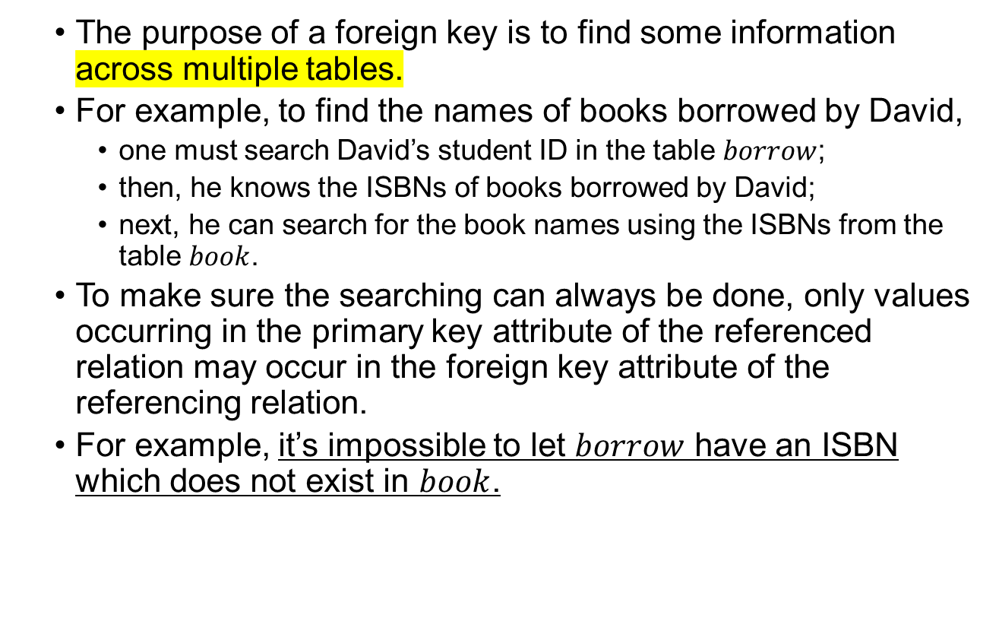 • The purpose of a foreign key is to find some information
across multiple tables.
• For example, to find the names of books borrowed by David,
• one must search David’s student ID in the table borrow;
• then, he knows the ISBNs of books borrowed by David;
• next, he can search for the book names using the ISBNs from the
table book.
• To make sure the searching can always be done, only values
occurring in the primary key attribute of the referenced
relation may occur in the foreign key attribute of the
referencing relation.
• For example, it’s impossible to let borrow have an ISBN
which does not exist in book.